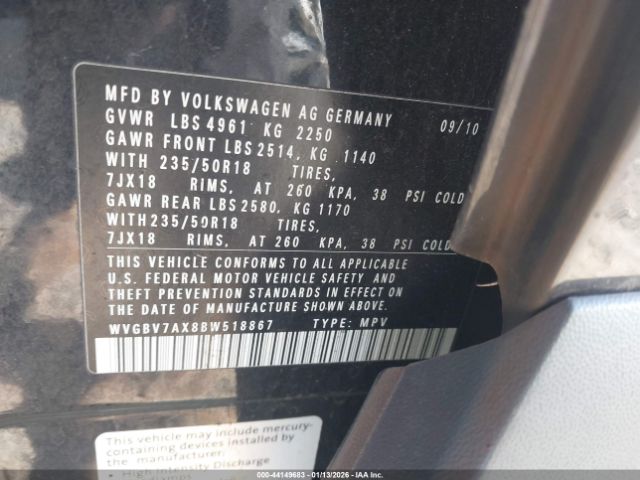 MFD BY VOLKSWAGEN AG GERMANY 09/10
GVWR LBS 4961 KG 2250
GAWR FRONT LBS 2514, KG 1140
WITH 235/50R18 TIRES,
7JX18 RIMS, AT 260 KPA, 38 PSI COLD
GAWR REAR LBS 2580, KG 1170
WITH 235/50R18 TIRES,
7JX18 RIMS, AT 260 KPA, 38 PSI COLD
THIS VEHICLE CONFORMS TO ALL APPLICABLE
U.S. FEDERAL MOTOR VEHICLE SAFETY AND
THEFT PREVENTION STANDARDS IN EFFECT ON
THE DATE OF MANUFACTURE SHOWN ABOVE.
WVGBV7AX8BW518867 TYPE: MPV
This vehicle may include mercury-
containing devices installed by
the manufacturer:
• High Intensity Discharge
© 44149683 - 01/13/2026 - IAA Inc.